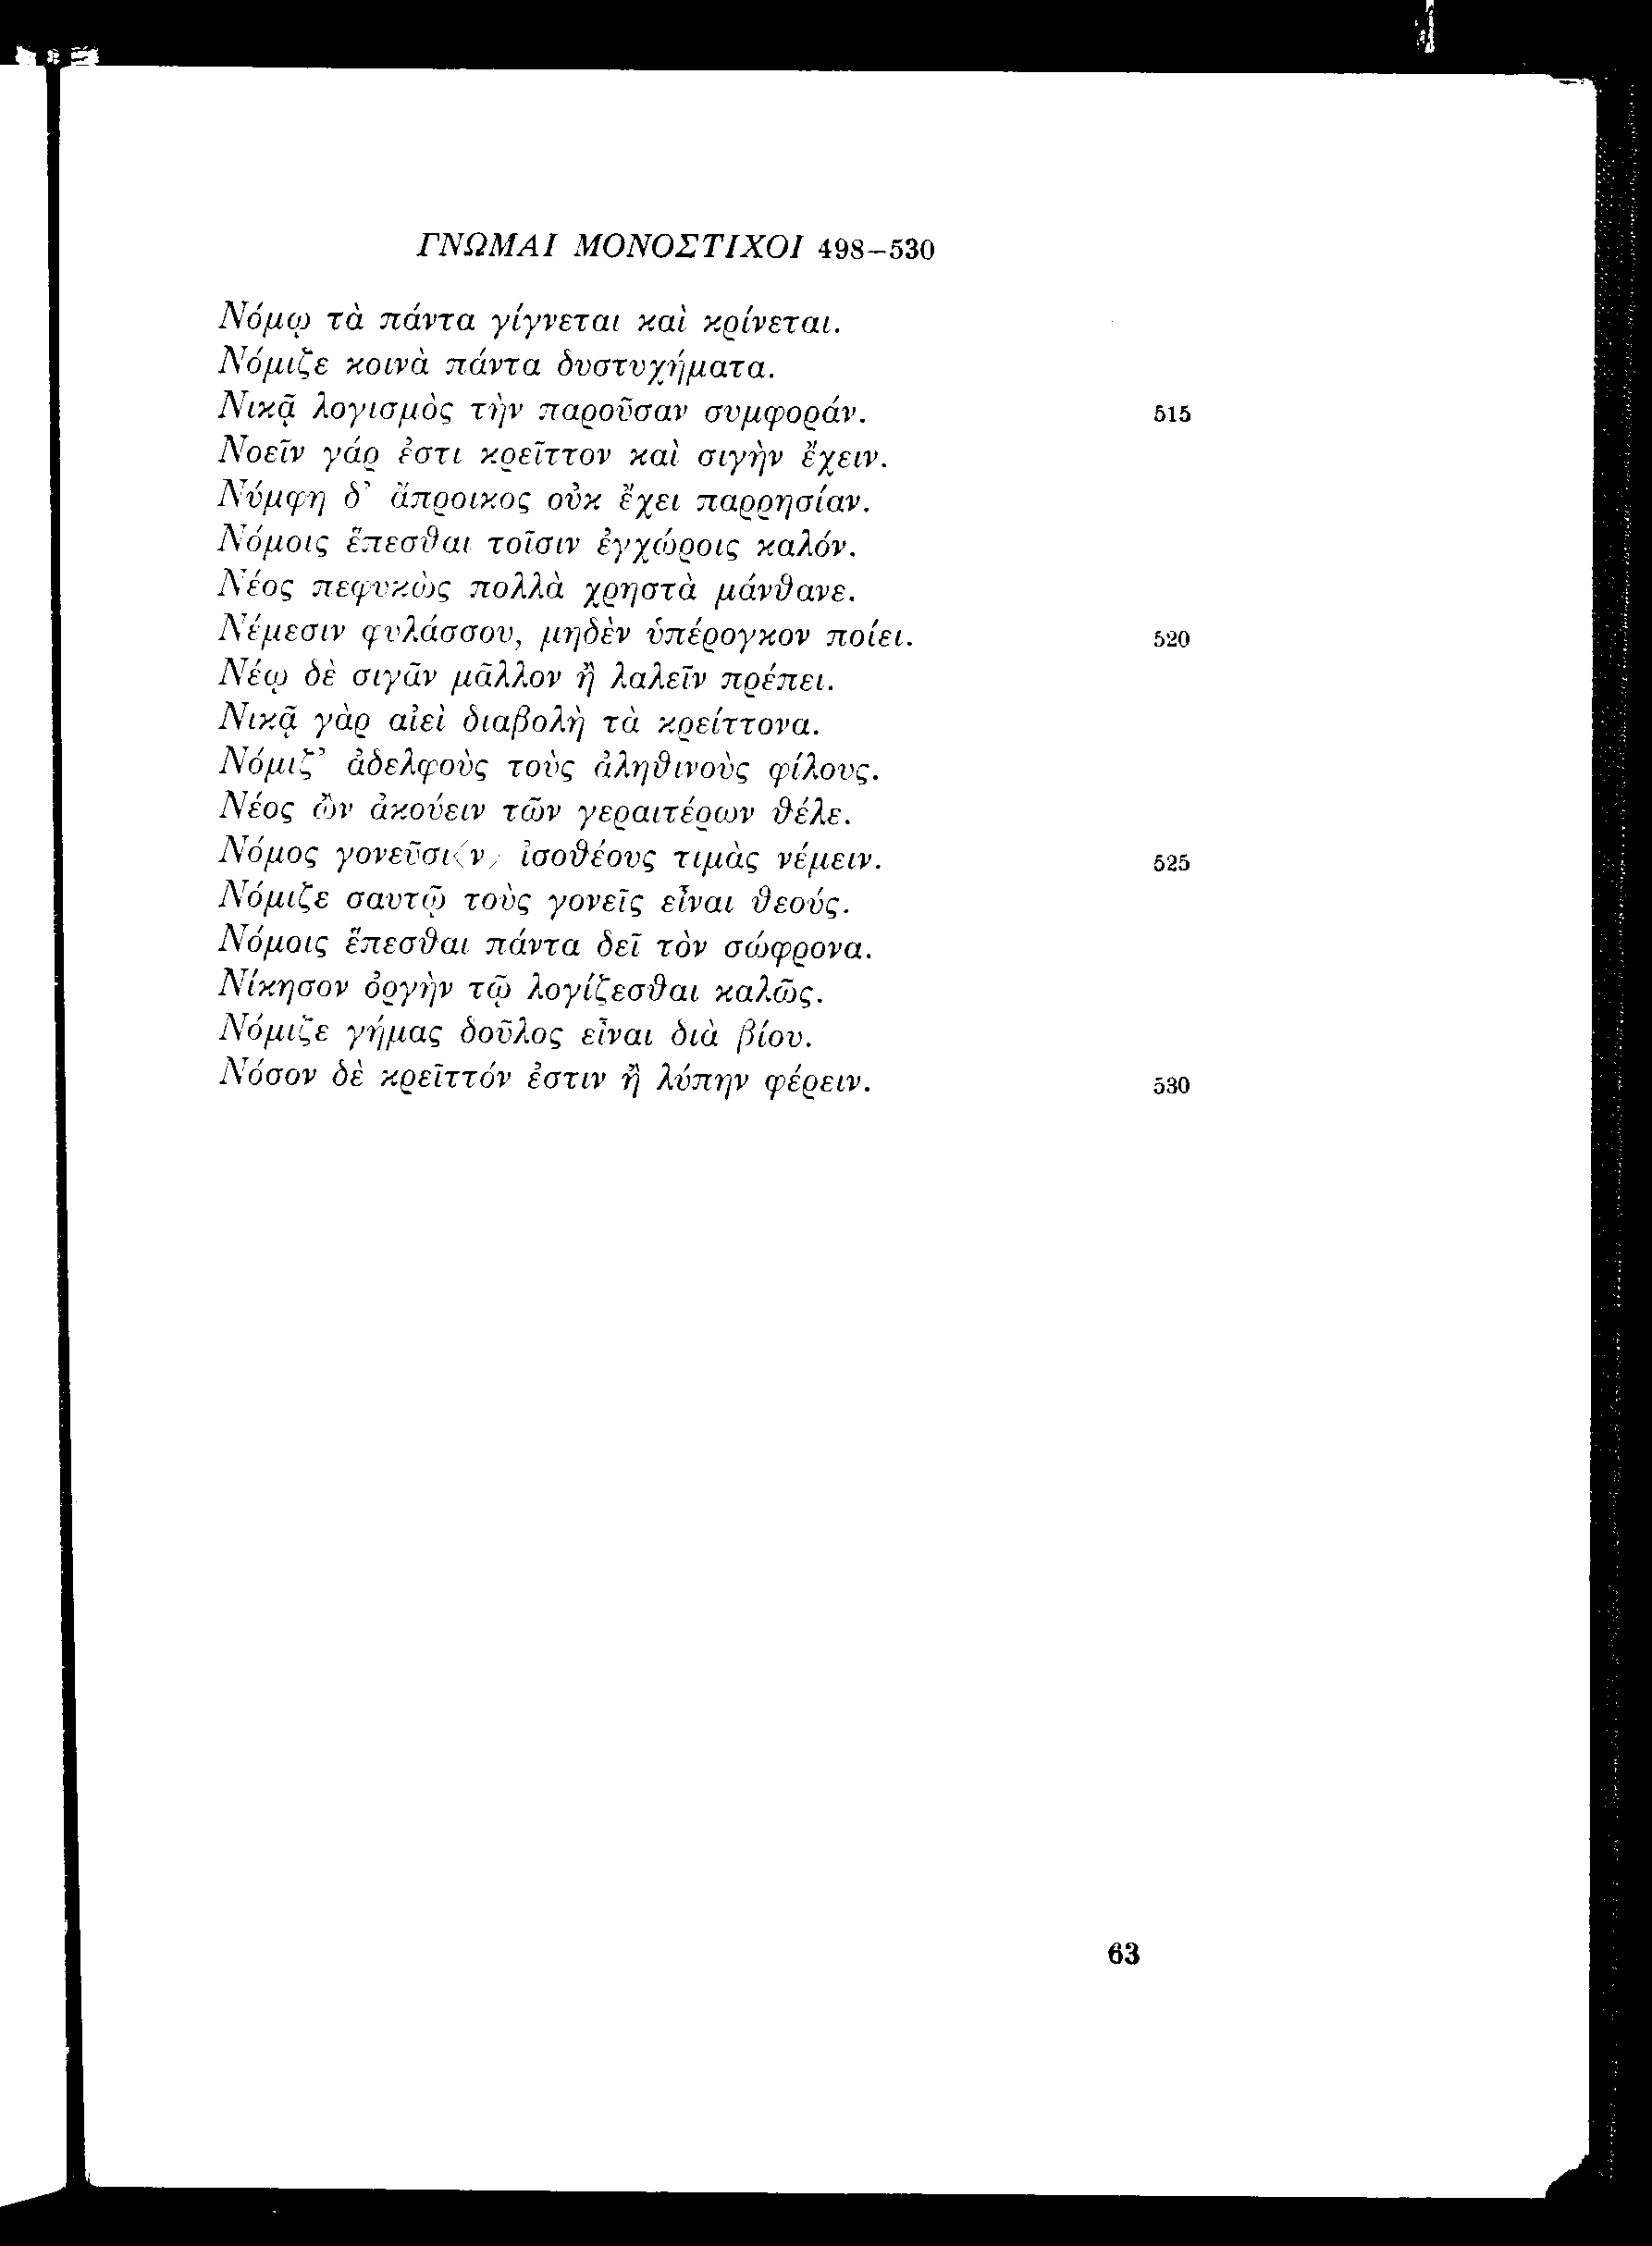 ΓΝΩΜΑΙ ΜΟΝΟΣΤΙΧΟΙ 498–530
Νόμῳ τὰ πάντα γίγνεται καὶ κρίνεται.
Νόμιζε κοινὰ πάντα δυστυχήματα.
Νικᾷ λογισμὸς τὴν παροῦσαν συμφοράν. 515
Νοεῖν γάρ ἐστι κρεῖττον καὶ σιγὴν ἔχειν.
Νύμφη δ’ ἄπροικος οὐκ ἔχει παρρησίαν.
Νόμοις ἕπεσθαι τοῖσιν ἐγχώροις καλόν.
Νέος πεφυκὼς πολλὰ χρηστὰ μάνθανε.
Νέμεσιν φυλάσσου, μηδὲν ὑπέρογκον ποίει. 520
Νέῳ δὲ σιγᾶν μᾶλλον ἢ λαλεῖν πρέπει.
Νικᾷ γὰρ αἰεὶ διαβολὴ τὰ κρείττονα.
Νόμιζ’ ἀδελφοὺς τοὺς ἀληθινοὺς φίλους.
Νέος ὢν ἀκούειν τῶν γεραιτέρων θέλε.
Νόμος γονεῦσι⟨ν⟩ ἰσοθέους τιμὰς νέμειν. 525
Νόμιζε σαυτῷ τοὺς γονεῖς εἶναι θεούς.
Νόμοις ἕπεσθαι πάντα δεῖ τὸν σώφρονα.
Νίκησον ὀργὴν τῷ λογίζεσθαι καλῶς.
Νόμιζε γήμας δοῦλος εἶναι διὰ βίου.
Νόσον δὲ κρεῖττόν ἐστιν ἢ λύπην φέρειν. 530
63